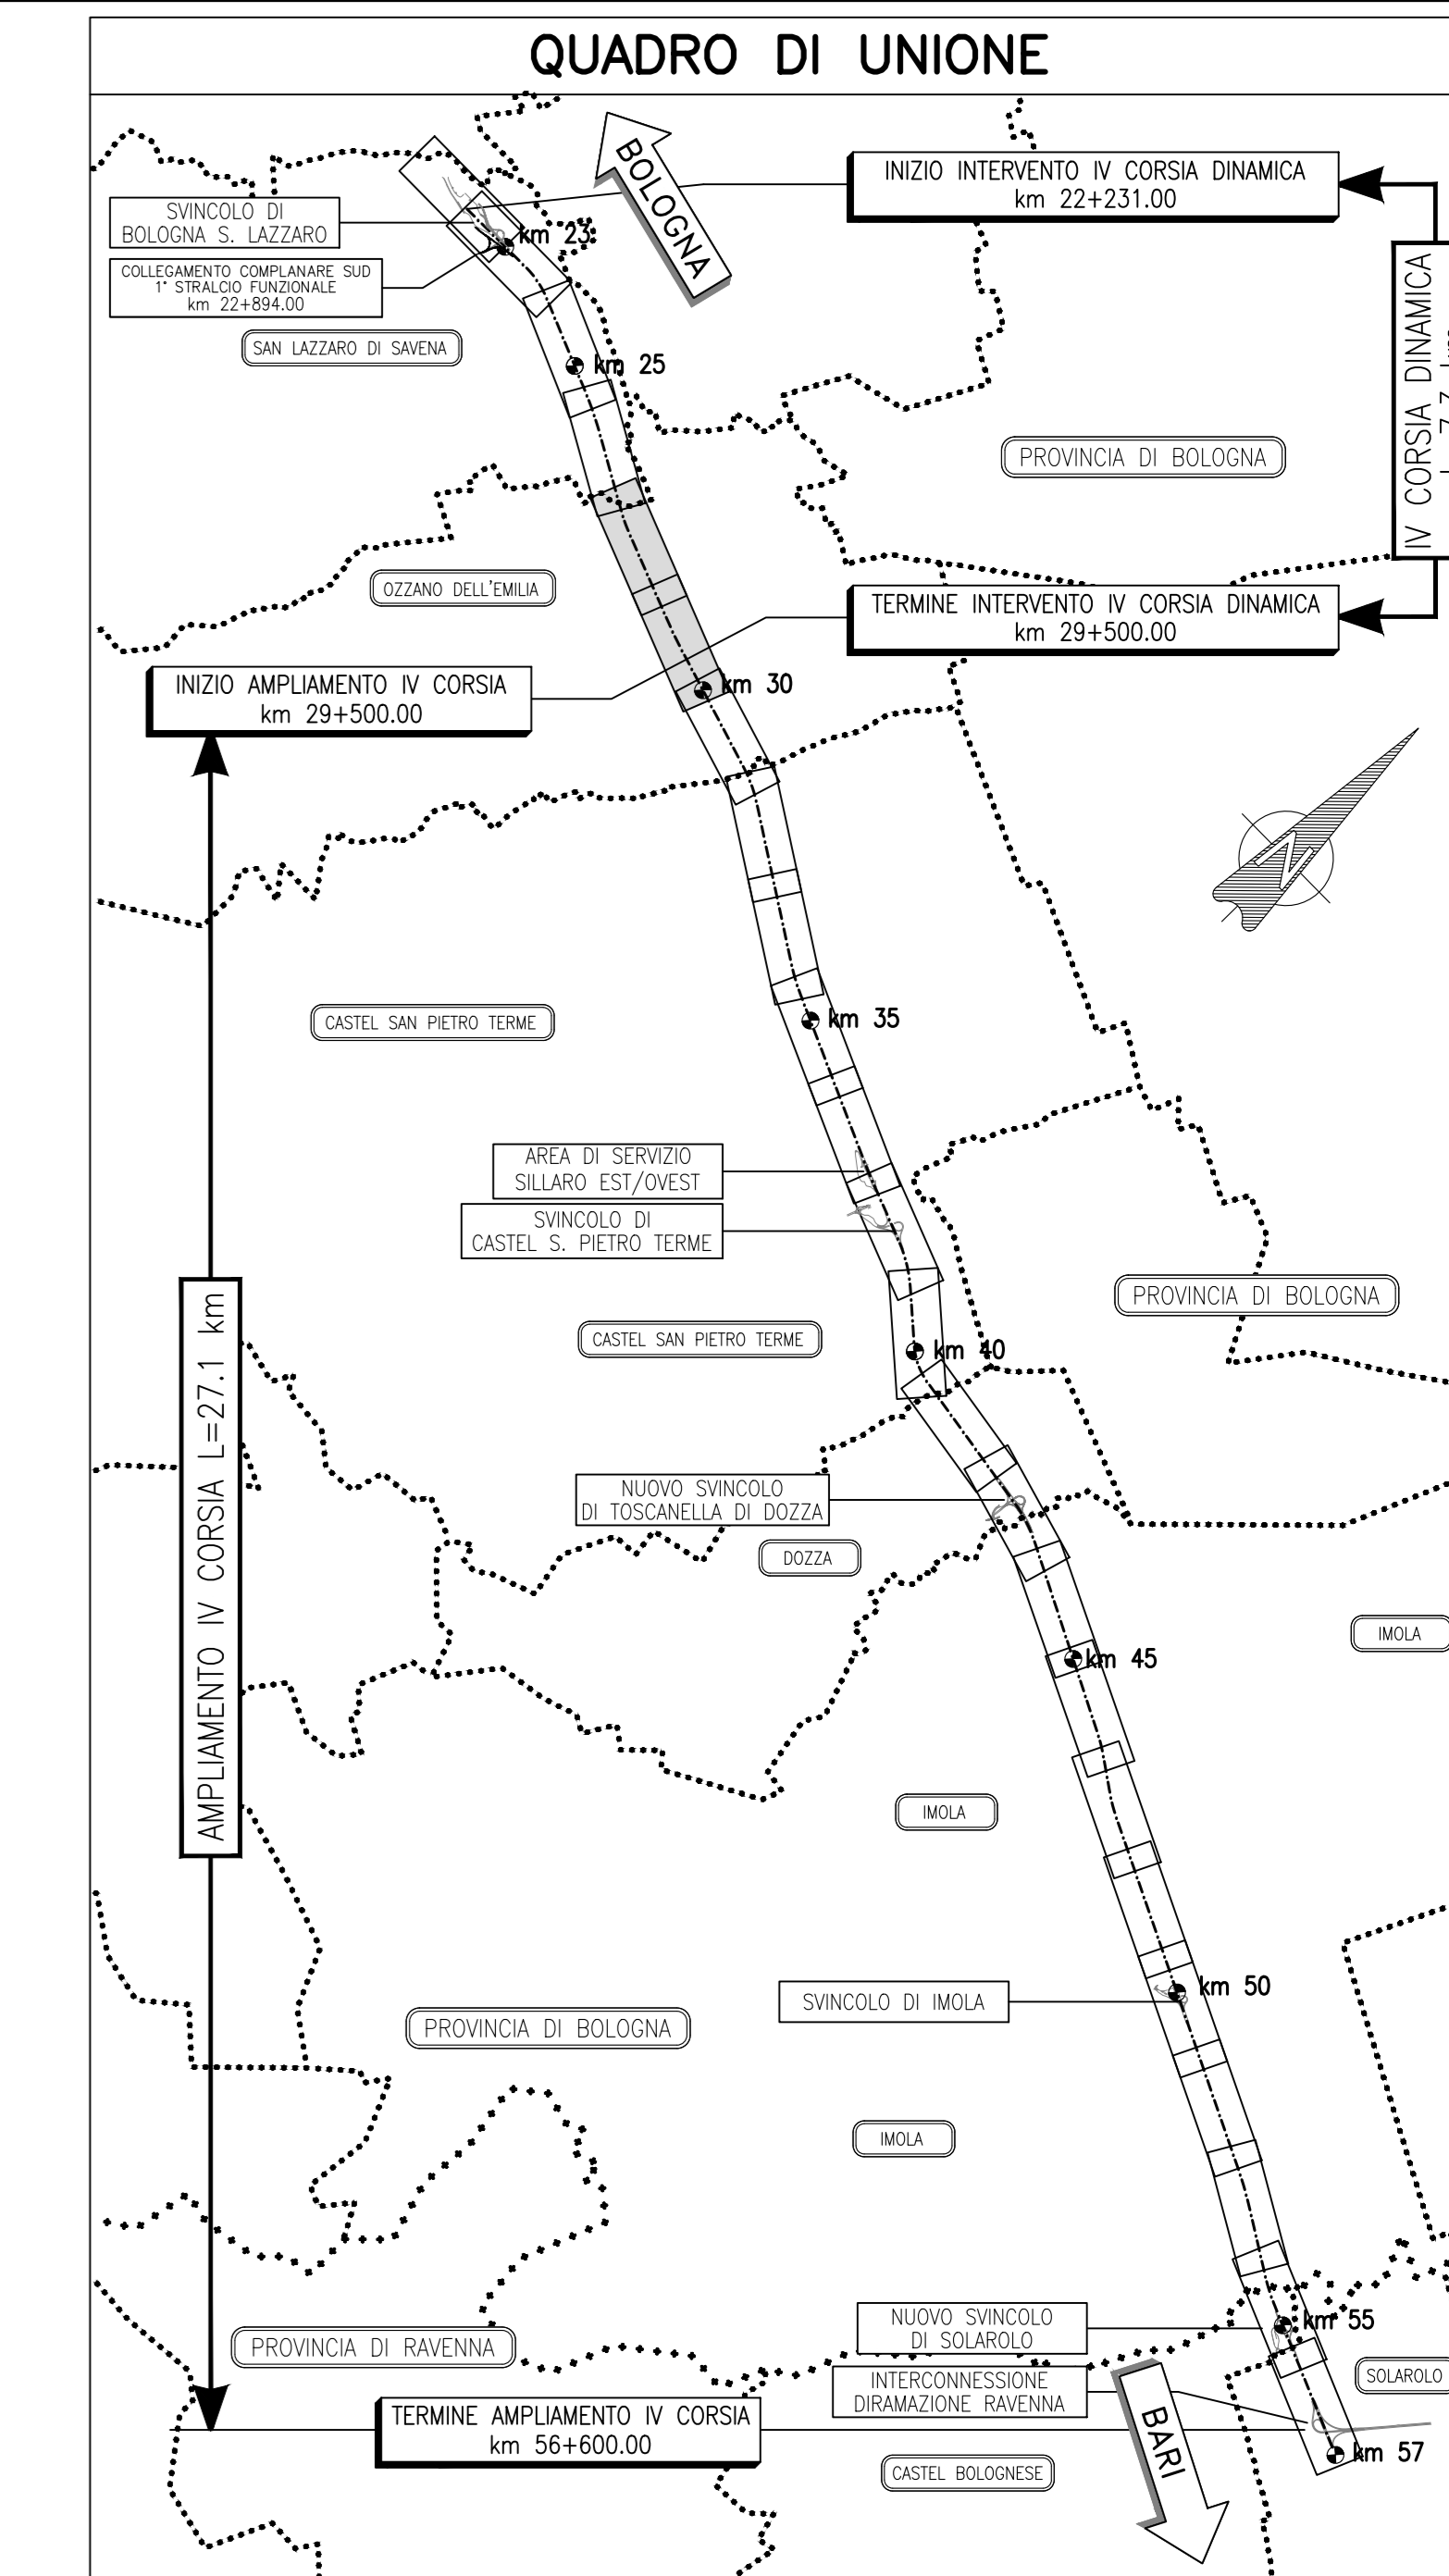 QUADRO DI UNIONE
BOLOGNA
INIZIO INTERVENTO IV CORSIA DINAMICA
km 22+231.00
SVINCOLO DI
BOLOGNA S. LAZZARO
km 23
COLLEGAMENTO COMPLANARE SUD
1° STRALCIO FUNZIONALE
km 22+894.00
SAN LAZZARO DI SAVENA
km 25
IV CORSIA DINAMICA
PROVINCIA DI BOLOGNA
OZZANO DELL'EMILIA
TERMINE INTERVENTO IV CORSIA DINAMICA
km 29+500.00
INIZIO AMPLIAMENTO IV CORSIA
km 29+500.00
km 30
N
CASTEL SAN PIETRO TERME
km 35
AREA DI SERVIZIO
SILLARO EST/OVEST
SVINCOLO DI
CASTEL S. PIETRO TERME
PROVINCIA DI BOLOGNA
CASTEL SAN PIETRO TERME
km 40
AMPLIAMENTO IV CORSIA L=27.1 km
NUOVO SVINCOLO
DI TOSCANELLA DI DOZZA
DOZZA
IMOLA
km 45
IMOLA
km 50
SVINCOLO DI IMOLA
PROVINCIA DI BOLOGNA
IMOLA
NUOVO SVINCOLO
DI SOLAROLO
km 55
PROVINCIA DI RAVENNA
SOLAROLO
INTERCONNESSIONE
DIRAMAZIONE RAVENNA
TERMINE AMPLIAMENTO IV CORSIA
km 56+600.00
BARI
km 57
CASTEL BOLOGNESE